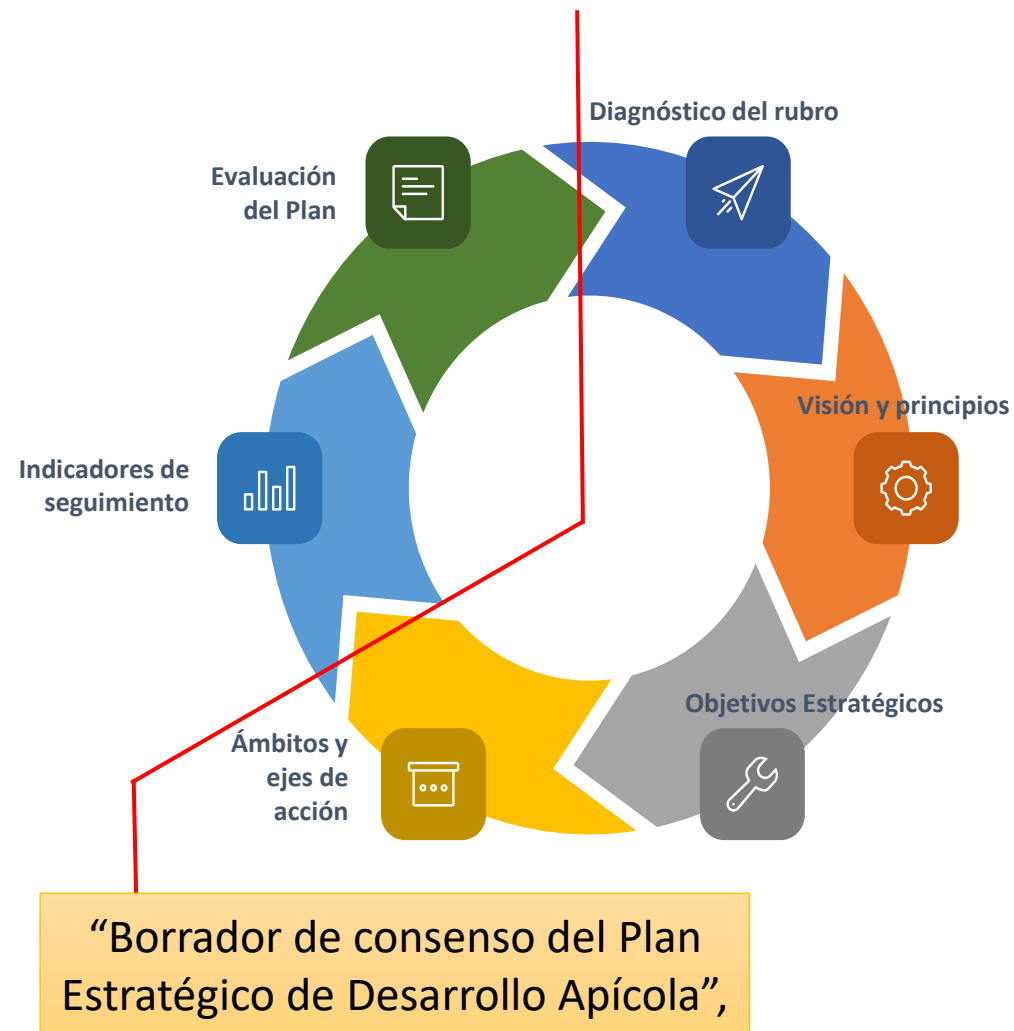 Diagnóstico del rubro
Evaluación
del Plan
Visión y principios
Indicadores de
seguimiento
Objetivos Estratégicos
Ámbitos y
ejes de
acción
“Borrador de consenso del Plan
Estratégico de Desarrollo Apícola”,